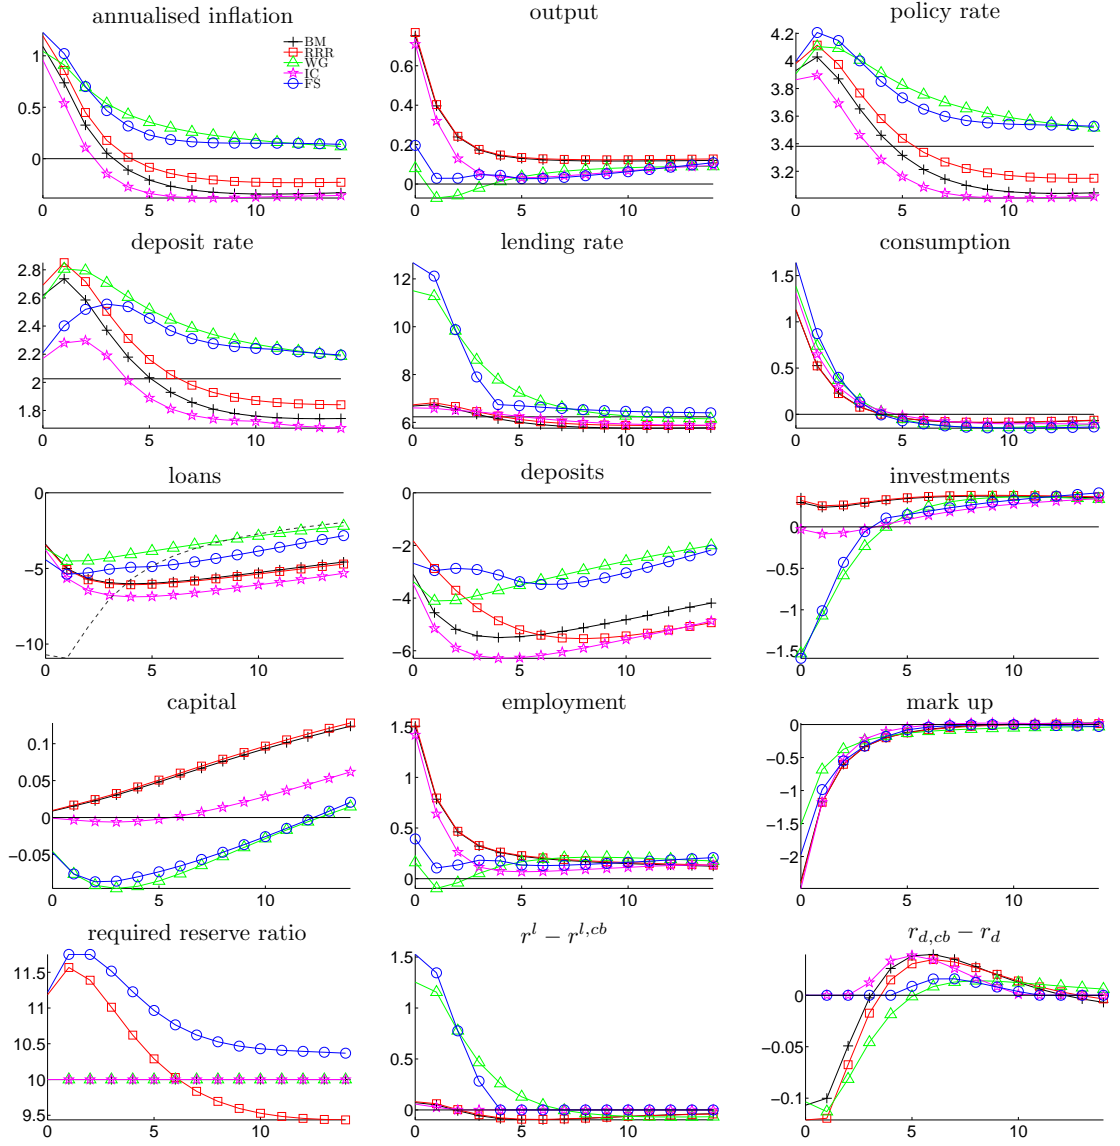 annualised inflation
output
policy rate
BM
RRR
WG
IC
FS
1
0.5
0
0 5 10
0.6
0.4
0.2
0
0 5 10
4.2
4
3.8
3.6
3.4
3.2
0 5 10
deposit rate
lending rate
consumption
2.8
2.6
2.4
2.2
2
1.8
0 5 10
12
10
8
6
0 5 10
1.5
1
0.5
0
0 5 10
loans
deposits
investments
0
−5
−10
0 5 10
0
−2
−4
−6
0 5 10
0
−0.5
−1
−1.5
0 5 10
capital
employment
mark up
0.1
0.05
0
−0.05
0 5 10
1.5
1
0.5
0
0 5 10
0
−0.5
−1
−1.5
−2
0 5 10
required reserve ratio
r^l − r^{l,cb}
r_{d,cb} − r_d
11.5
11
10.5
10
9.5
0 5 10
1.5
1
0.5
0
0 5 10
0
−0.05
−0.1
0 5 10